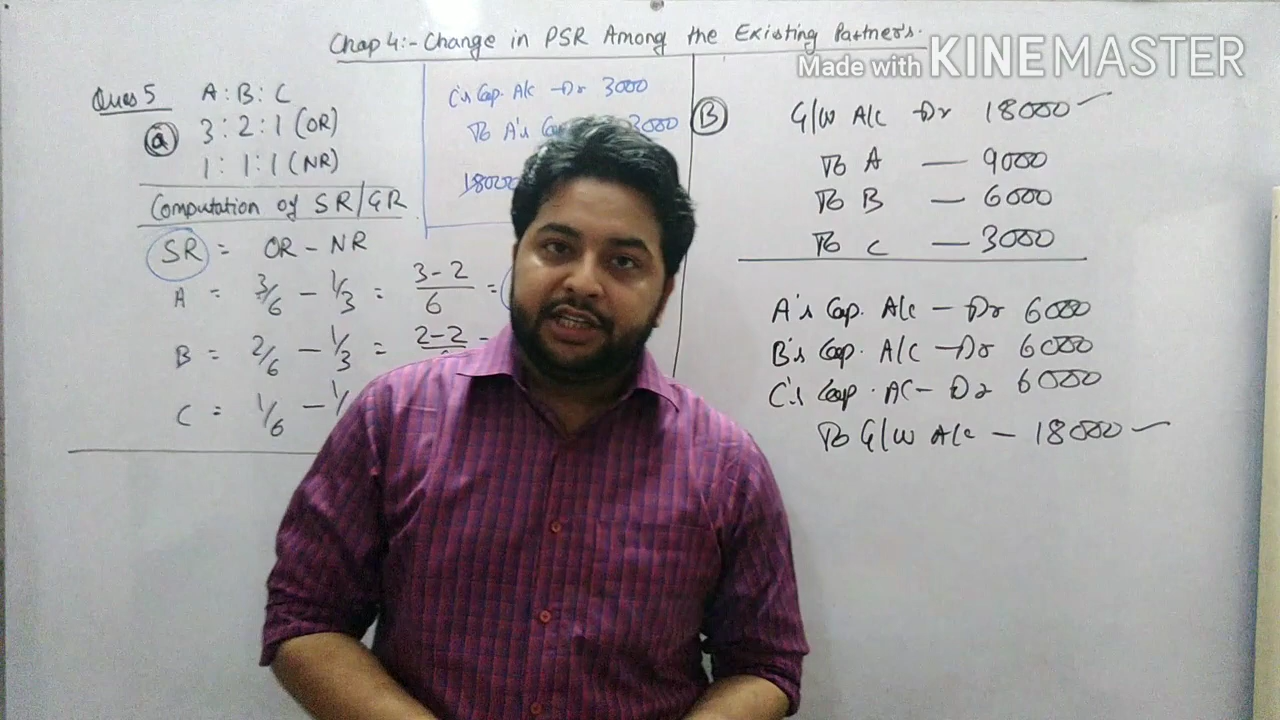 Chap 4:- Change in PSR Among the Existing Partner's.
Made with KINEMASTER
Ques 5 A : B : C
(a) 3 : 2 : 1 (OR)
1 : 1 : 1 (NR)
Computation of SR/GR
SR = OR - NR
A = 3/6 - 1/3 = 3-2/6 =
B = 2/6 - 1/3 = 2-2
C = 1/6 - 1/
C's Cap. A/c - Dr 3000
To A's 3000
18000
(B) G/W A/c Dr 18000
To A — 9000
To B — 6000
To C — 3000
A's Cap. A/c - Dr 6000
B's Cap. A/C - Dr 6000
C's Cap. AC - Dr 6000
To G/W A/c - 18000